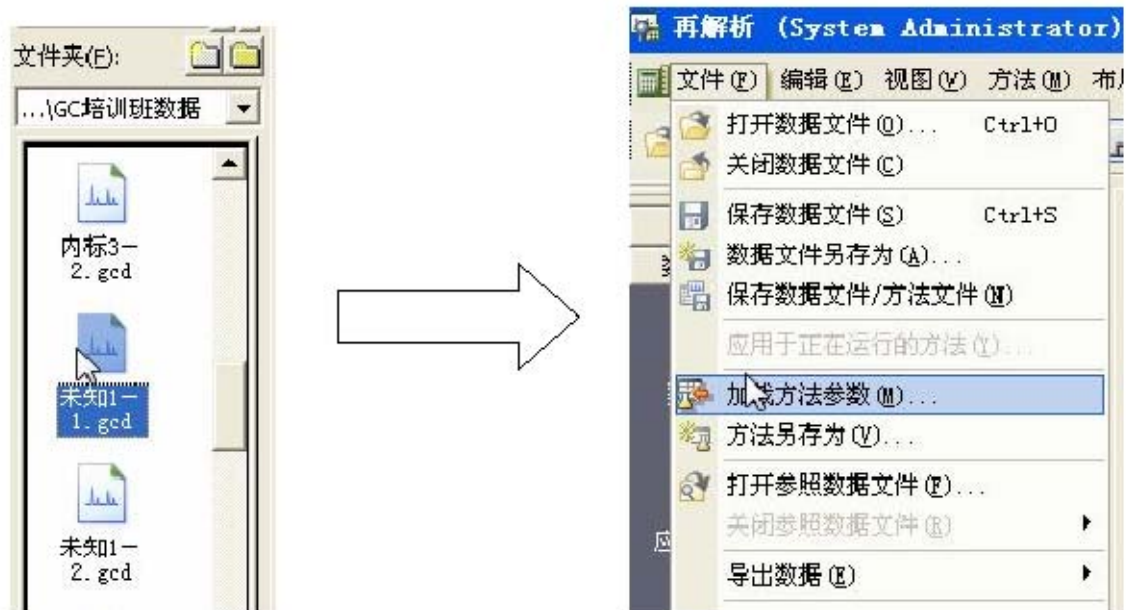 文件夹(F):
...\GC培训班数据
内标3-
2.gcd
未知1-
1.gcd
未知1-
2.gcd
再解析 (System Administrator)
文件(F) 编辑(E) 视图(V) 方法(M) 布
打开数据文件(O)... Ctrl+O
关闭数据文件(C)
保存数据文件(S) Ctrl+S
数据文件另存为(A)...
保存数据文件/方法文件(N)
应用于正在运行的方法(Y)...
加载方法参数(M)...
方法另存为(V)...
打开参照数据文件(F)...
关闭参照数据文件(R)
导出数据(E)